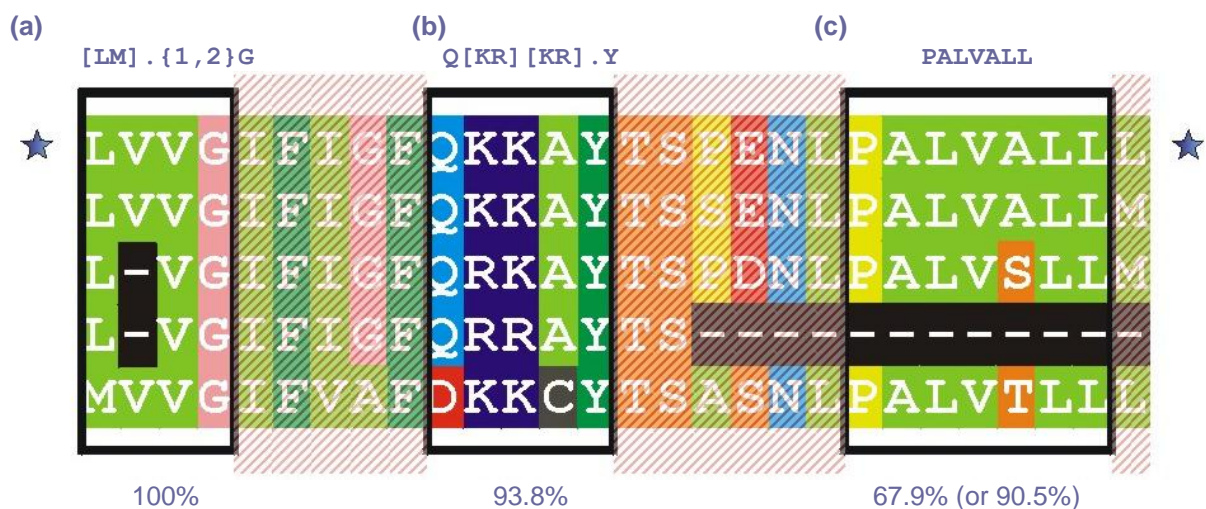 (a) (b) (c)
[LM].{1,2}G Q[KR][KR].Y PALVALL
LVVGIFIGFQKKAYTSPENLPALVALLL
LVVGIFIGFQKKAYTSSENLPALVALLM
L-VGIFIGFQRKAYTSPDNLPALVSLLM
L-VGIFIGFQRRAYTS------------
MVVGIFVAFDKKCYTSASNLPALVTLLL
100% 93.8% 67.9% (or 90.5%)